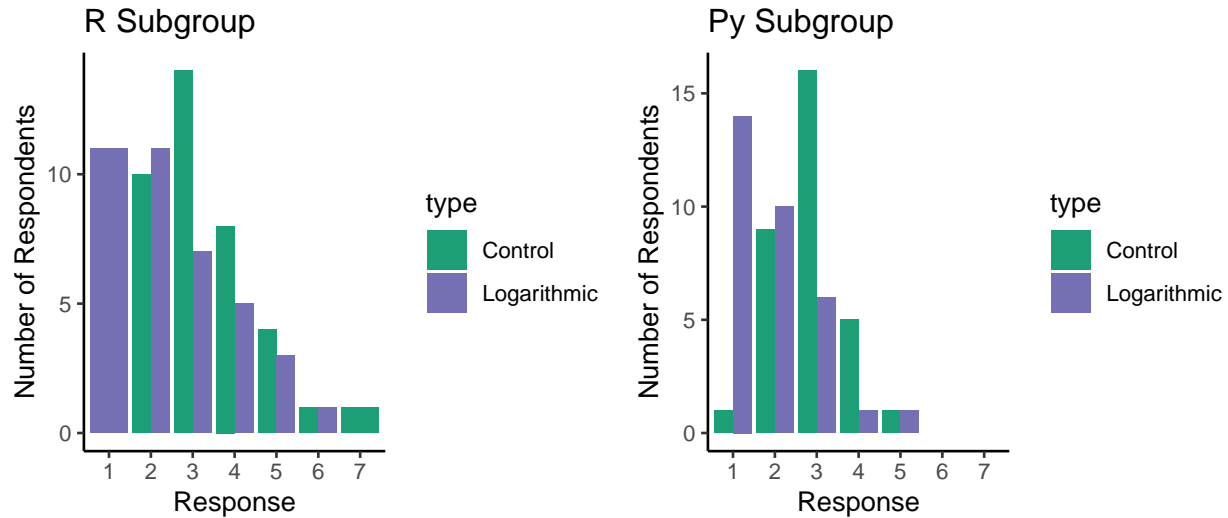 R Subgroup
Number of Respondents
10
5
0
1 2 3 4 5 6 7
Response
type
Control
Logarithmic
Py Subgroup
Number of Respondents
15
10
5
0
1 2 3 4 5 6 7
Response
type
Control
Logarithmic